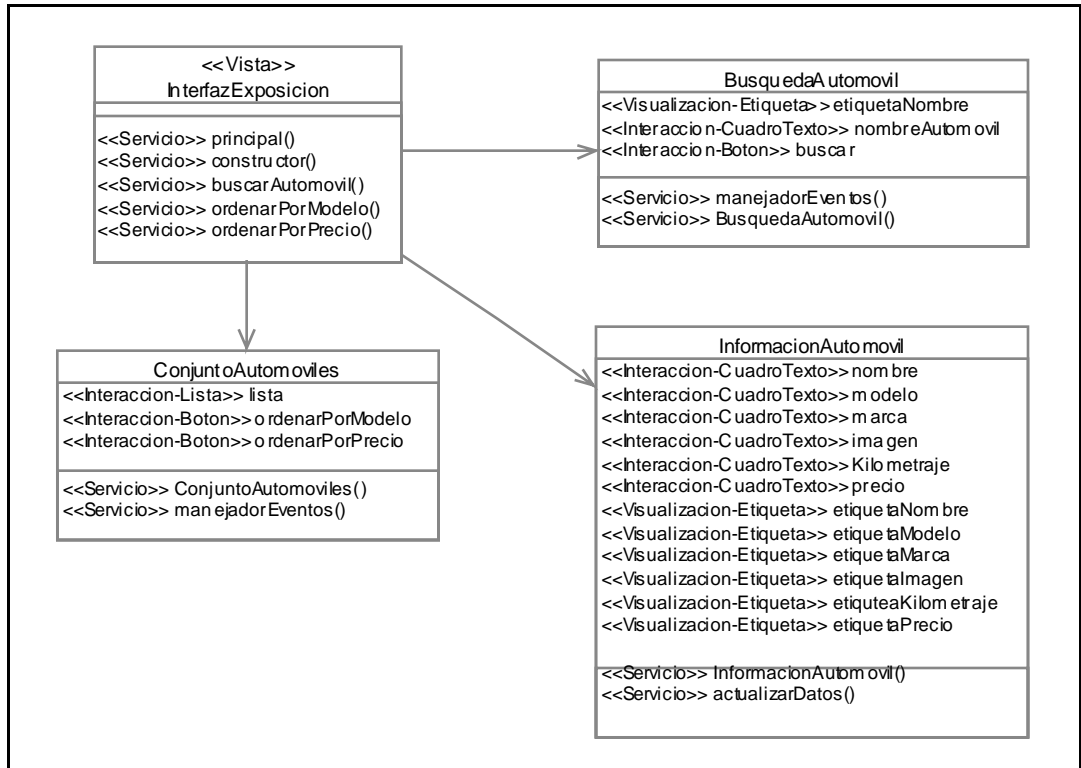 <<Vista>>
InterfazExposicion
<<Servicio>> principal()
<<Servicio>> constructor()
<<Servicio>> buscarAutomovil()
<<Servicio>> ordenarPorModelo()
<<Servicio>> ordenarPorPrecio()
BusquedaAutomovil
<<Visualizacion-Etiqueta>> etiquetaNombre
<<Interaccion-CuadroTexto>> nombreAutomovil
<<Interaccion-Boton>> buscar
<<Servicio>> manejadorEventos()
<<Servicio>> BusquedaAutomovil()
ConjuntoAutomoviles
<<Interaccion-Lista>> lista
<<Interaccion-Boton>> ordenarPorModelo
<<Interaccion-Boton>> ordenarPorPrecio
<<Servicio>> ConjuntoAutomoviles()
<<Servicio>> manejadorEventos()
InformacionAutomovil
<<Interaccion-CuadroTexto>> nombre
<<Interaccion-CuadroTexto>> modelo
<<Interaccion-CuadroTexto>> marca
<<Interaccion-CuadroTexto>> imagen
<<Interaccion-CuadroTexto>> Kilometraje
<<Interaccion-CuadroTexto>> precio
<<Visualizacion-Etiqueta>> etiquetaNombre
<<Visualizacion-Etiqueta>> etiquetaModelo
<<Visualizacion-Etiqueta>> etiquetaMarca
<<Visualizacion-Etiqueta>> etiquetaImagen
<<Visualizacion-Etiqueta>> etiquteaKilometraje
<<Visualizacion-Etiqueta>> etiquetaPrecio
<<Servicio>> InformacionAutomovil()
<<Servicio>> actualizarDatos()